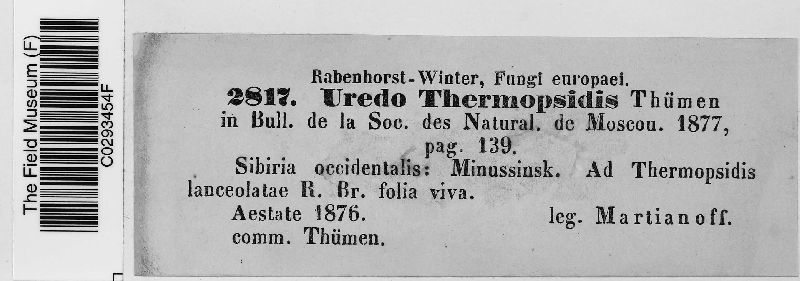 The Field Museum (F)
C0293454F
Rabenhorst-Winter, Fungi europaei.
2817. Uredo Thermopsidis Thümen
in Bull. de la Soc. des Natural. de Moscou. 1877,
pag. 139.
Sibiria occidentalis: Minussinsk. Ad Thermopsidis
lanceolatae R. Br. folia viva.
Aestate 1876. leg. Martianoff.
comm. Thümen.